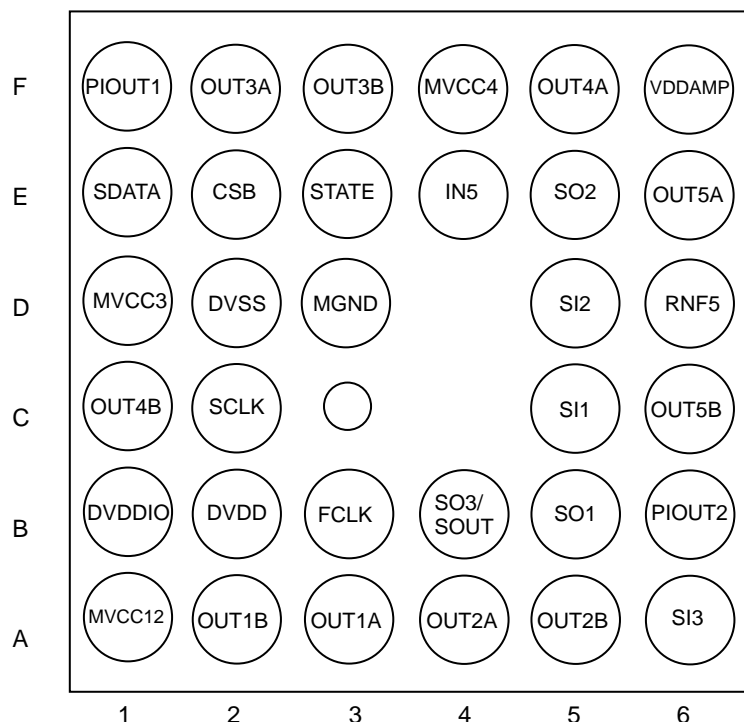 F PIOUT1 OUT3A OUT3B MVCC4 OUT4A VDDAMP
E SDATA CSB STATE IN5 SO2 OUT5A
D MVCC3 DVSS MGND SI2 RNF5
C OUT4B SCLK SI1 OUT5B
B DVDDIO DVDD FCLK SO3/ SO1 PIOUT2
SOUT
A MVCC12 OUT1B OUT1A OUT2A OUT2B SI3
1 2 3 4 5 6